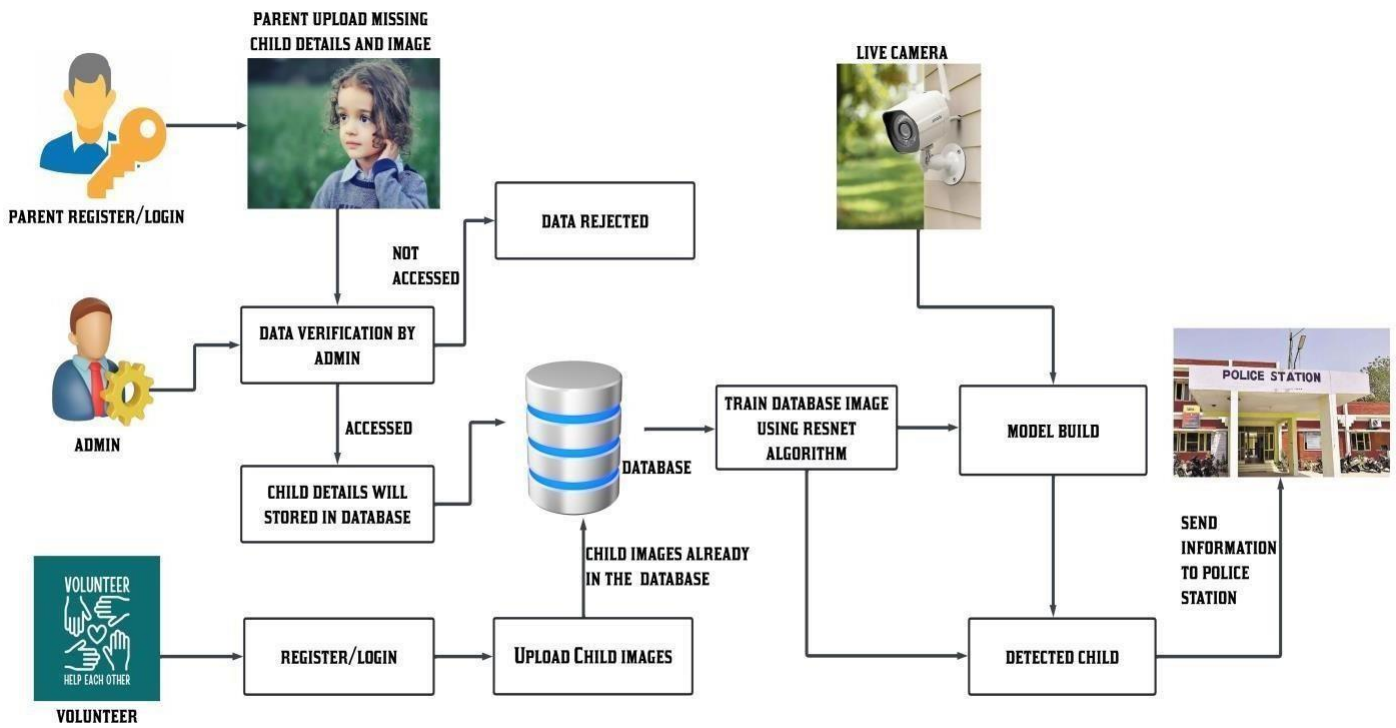 PARENT UPLOAD MISSING
CHILD DETAILS AND IMAGE
LIVE CAMERA
PARENT REGISTER/LOGIN
DATA REJECTED
NOT
ACCESSED
DATA VERIFICATION BY
ADMIN
POLICE STATION
ADMIN
ACCESSED
TRAIN DATABASE IMAGE
USING RESNET
ALGORITHM
MODEL BUILD
DATABASE
CHILD DETAILS WILL
STORED IN DATABASE
SEND
INFORMATION
TO POLICE
STATION
CHILD IMAGES ALREADY
IN THE DATABASE
VOLUNTEER
HELP EACH OTHER
REGISTER/LOGIN
UPLOAD CHILD IMAGES
DETECTED CHILD
VOLUNTEER